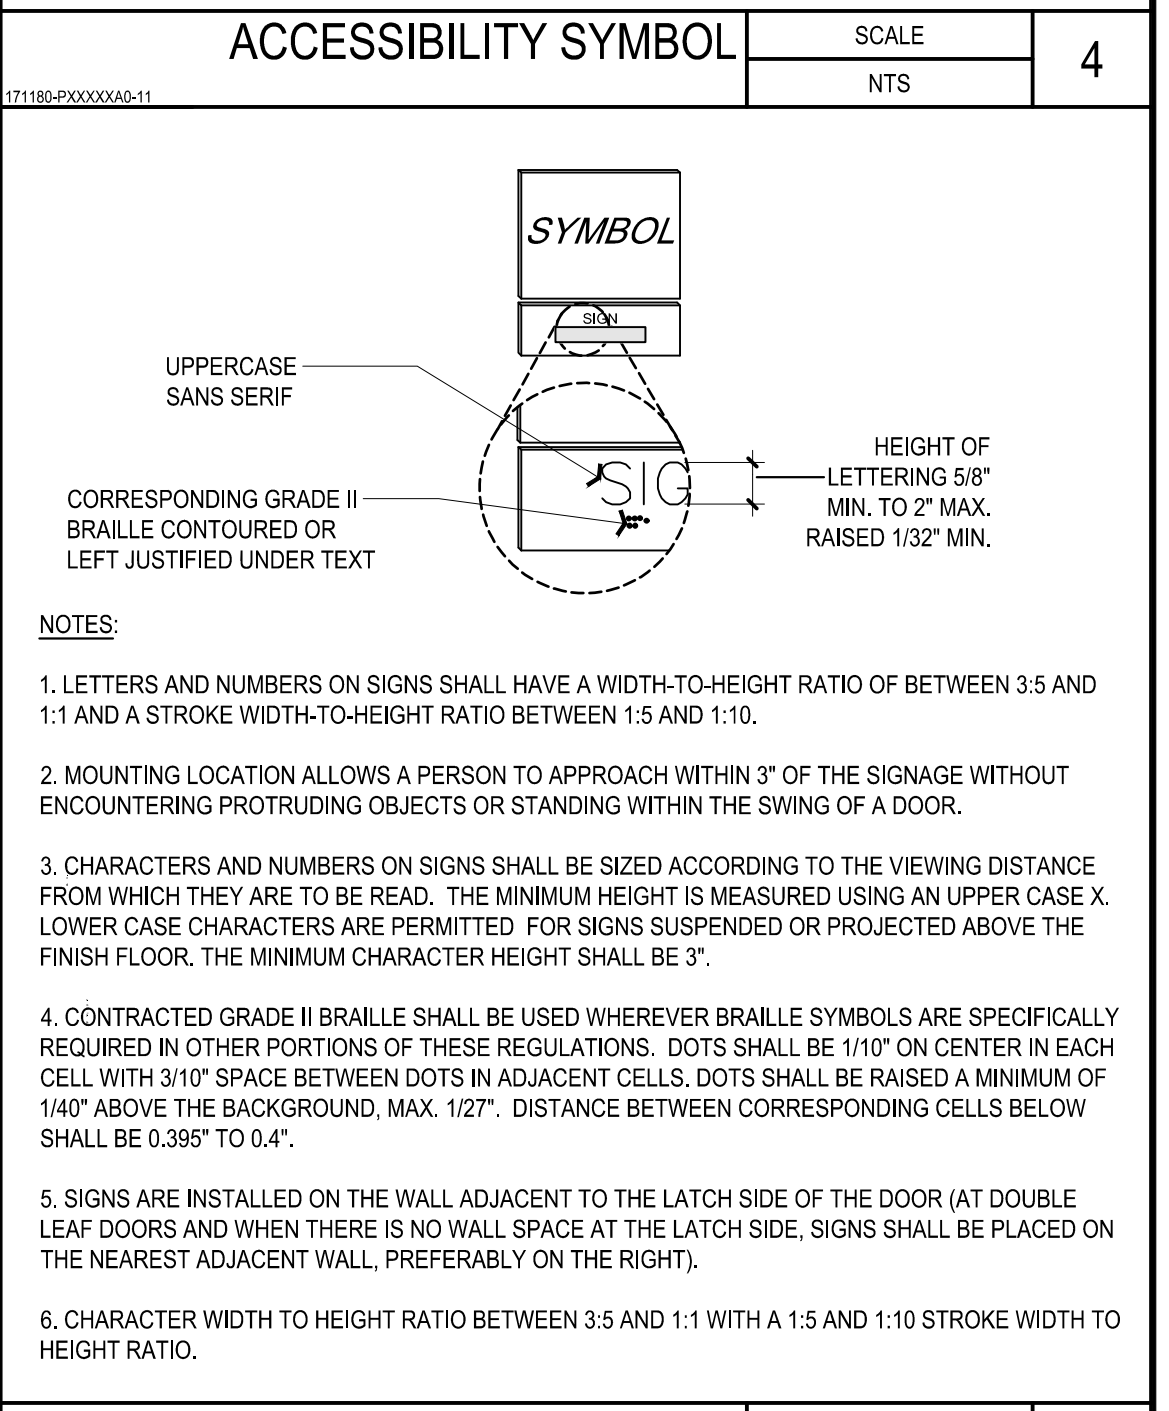 ACCESSIBILITY SYMBOL
SCALE
NTS
4
171180-PXXXXXA0-11
SYMBOL
SIGN
UPPERCASE
SANS SERIF
SIG
CORRESPONDING GRADE II
BRAILLE CONTOURED OR
LEFT JUSTIFIED UNDER TEXT
HEIGHT OF
LETTERING 5/8"
MIN. TO 2" MAX.
RAISED 1/32" MIN.
NOTES:
1. LETTERS AND NUMBERS ON SIGNS SHALL HAVE A WIDTH-TO-HEIGHT RATIO OF BETWEEN 3:5 AND
1:1 AND A STROKE WIDTH-TO-HEIGHT RATIO BETWEEN 1:5 AND 1:10.
2. MOUNTING LOCATION ALLOWS A PERSON TO APPROACH WITHIN 3" OF THE SIGNAGE WITHOUT
ENCOUNTERING PROTRUDING OBJECTS OR STANDING WITHIN THE SWING OF A DOOR.
3. CHARACTERS AND NUMBERS ON SIGNS SHALL BE SIZED ACCORDING TO THE VIEWING DISTANCE
FROM WHICH THEY ARE TO BE READ. THE MINIMUM HEIGHT IS MEASURED USING AN UPPER CASE X.
LOWER CASE CHARACTERS ARE PERMITTED FOR SIGNS SUSPENDED OR PROJECTED ABOVE THE
FINISH FLOOR. THE MINIMUM CHARACTER HEIGHT SHALL BE 3".
4. CONTRACTED GRADE II BRAILLE SHALL BE USED WHEREVER BRAILLE SYMBOLS ARE SPECIFICALLY
REQUIRED IN OTHER PORTIONS OF THESE REGULATIONS. DOTS SHALL BE 1/10" ON CENTER IN EACH
CELL WITH 3/10" SPACE BETWEEN DOTS IN ADJACENT CELLS. DOTS SHALL BE RAISED A MINIMUM OF
1/40" ABOVE THE BACKGROUND, MAX. 1/27". DISTANCE BETWEEN CORRESPONDING CELLS BELOW
SHALL BE 0.395" TO 0.4".
5. SIGNS ARE INSTALLED ON THE WALL ADJACENT TO THE LATCH SIDE OF THE DOOR (AT DOUBLE
LEAF DOORS AND WHEN THERE IS NO WALL SPACE AT THE LATCH SIDE, SIGNS SHALL BE PLACED ON
THE NEAREST ADJACENT WALL, PREFERABLY ON THE RIGHT).
6. CHARACTER WIDTH TO HEIGHT RATIO BETWEEN 3:5 AND 1:1 WITH A 1:5 AND 1:10 STROKE WIDTH TO
HEIGHT RATIO.